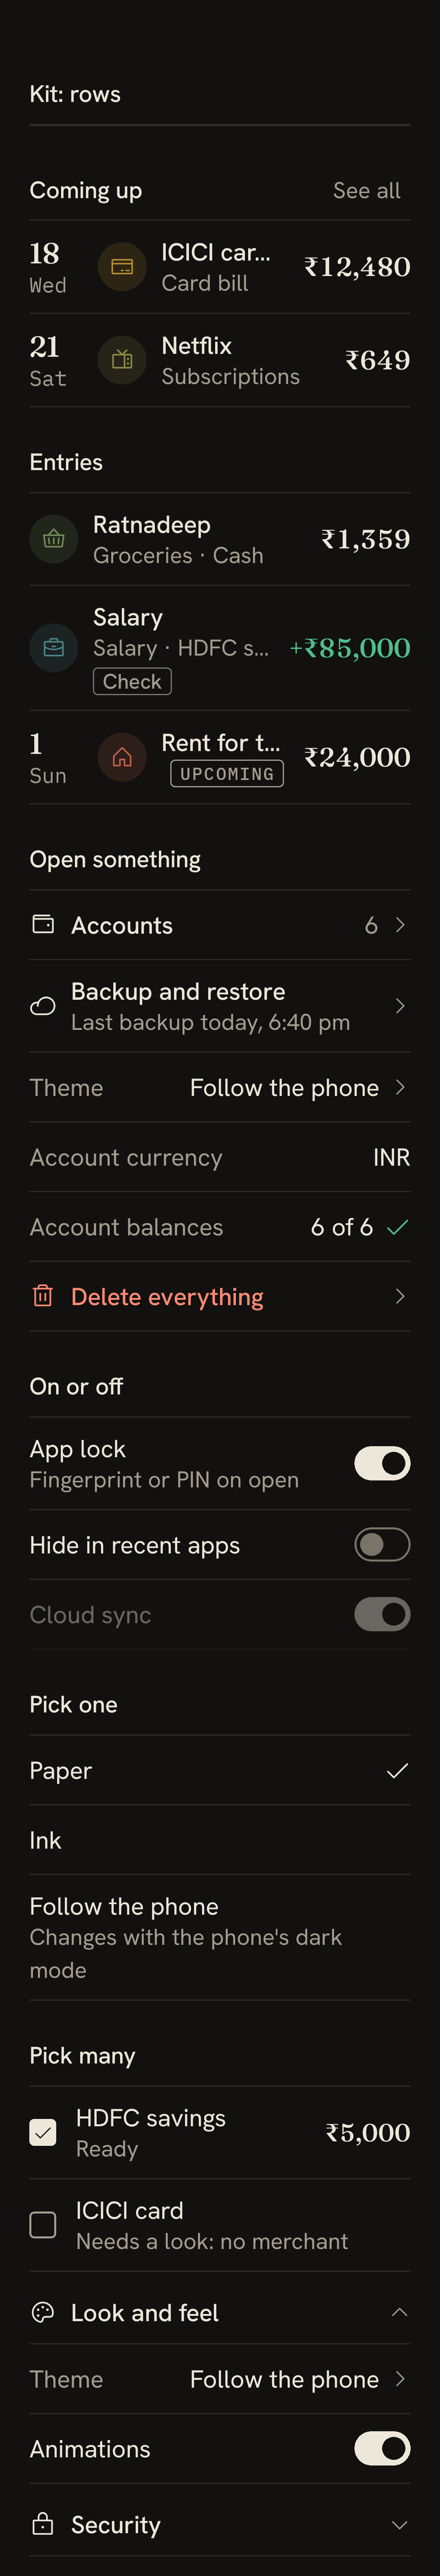 Kit: rows
Coming up
See all
18
Wed
ICICI car...
Card bill
₹12,480
21
Sat
Netflix
Subscriptions
₹649
Entries
Ratnadeep
Groceries · Cash
₹1,359
Salary
Salary · HDFC s...
Check
+₹85,000
1
Sun
Rent for t...
UPCOMING
₹24,000
Open something
Accounts
6
Backup and restore
Last backup today, 6:40 pm
Theme
Follow the phone
Account currency
INR
Account balances
6 of 6
Delete everything
On or off
App lock
Fingerprint or PIN on open
Hide in recent apps
Cloud sync
Pick one
Paper
Ink
Follow the phone
Changes with the phone's dark
mode
Pick many
HDFC savings
Ready
₹5,000
ICICI card
Needs a look: no merchant
Look and feel
Theme
Follow the phone
Animations
Security